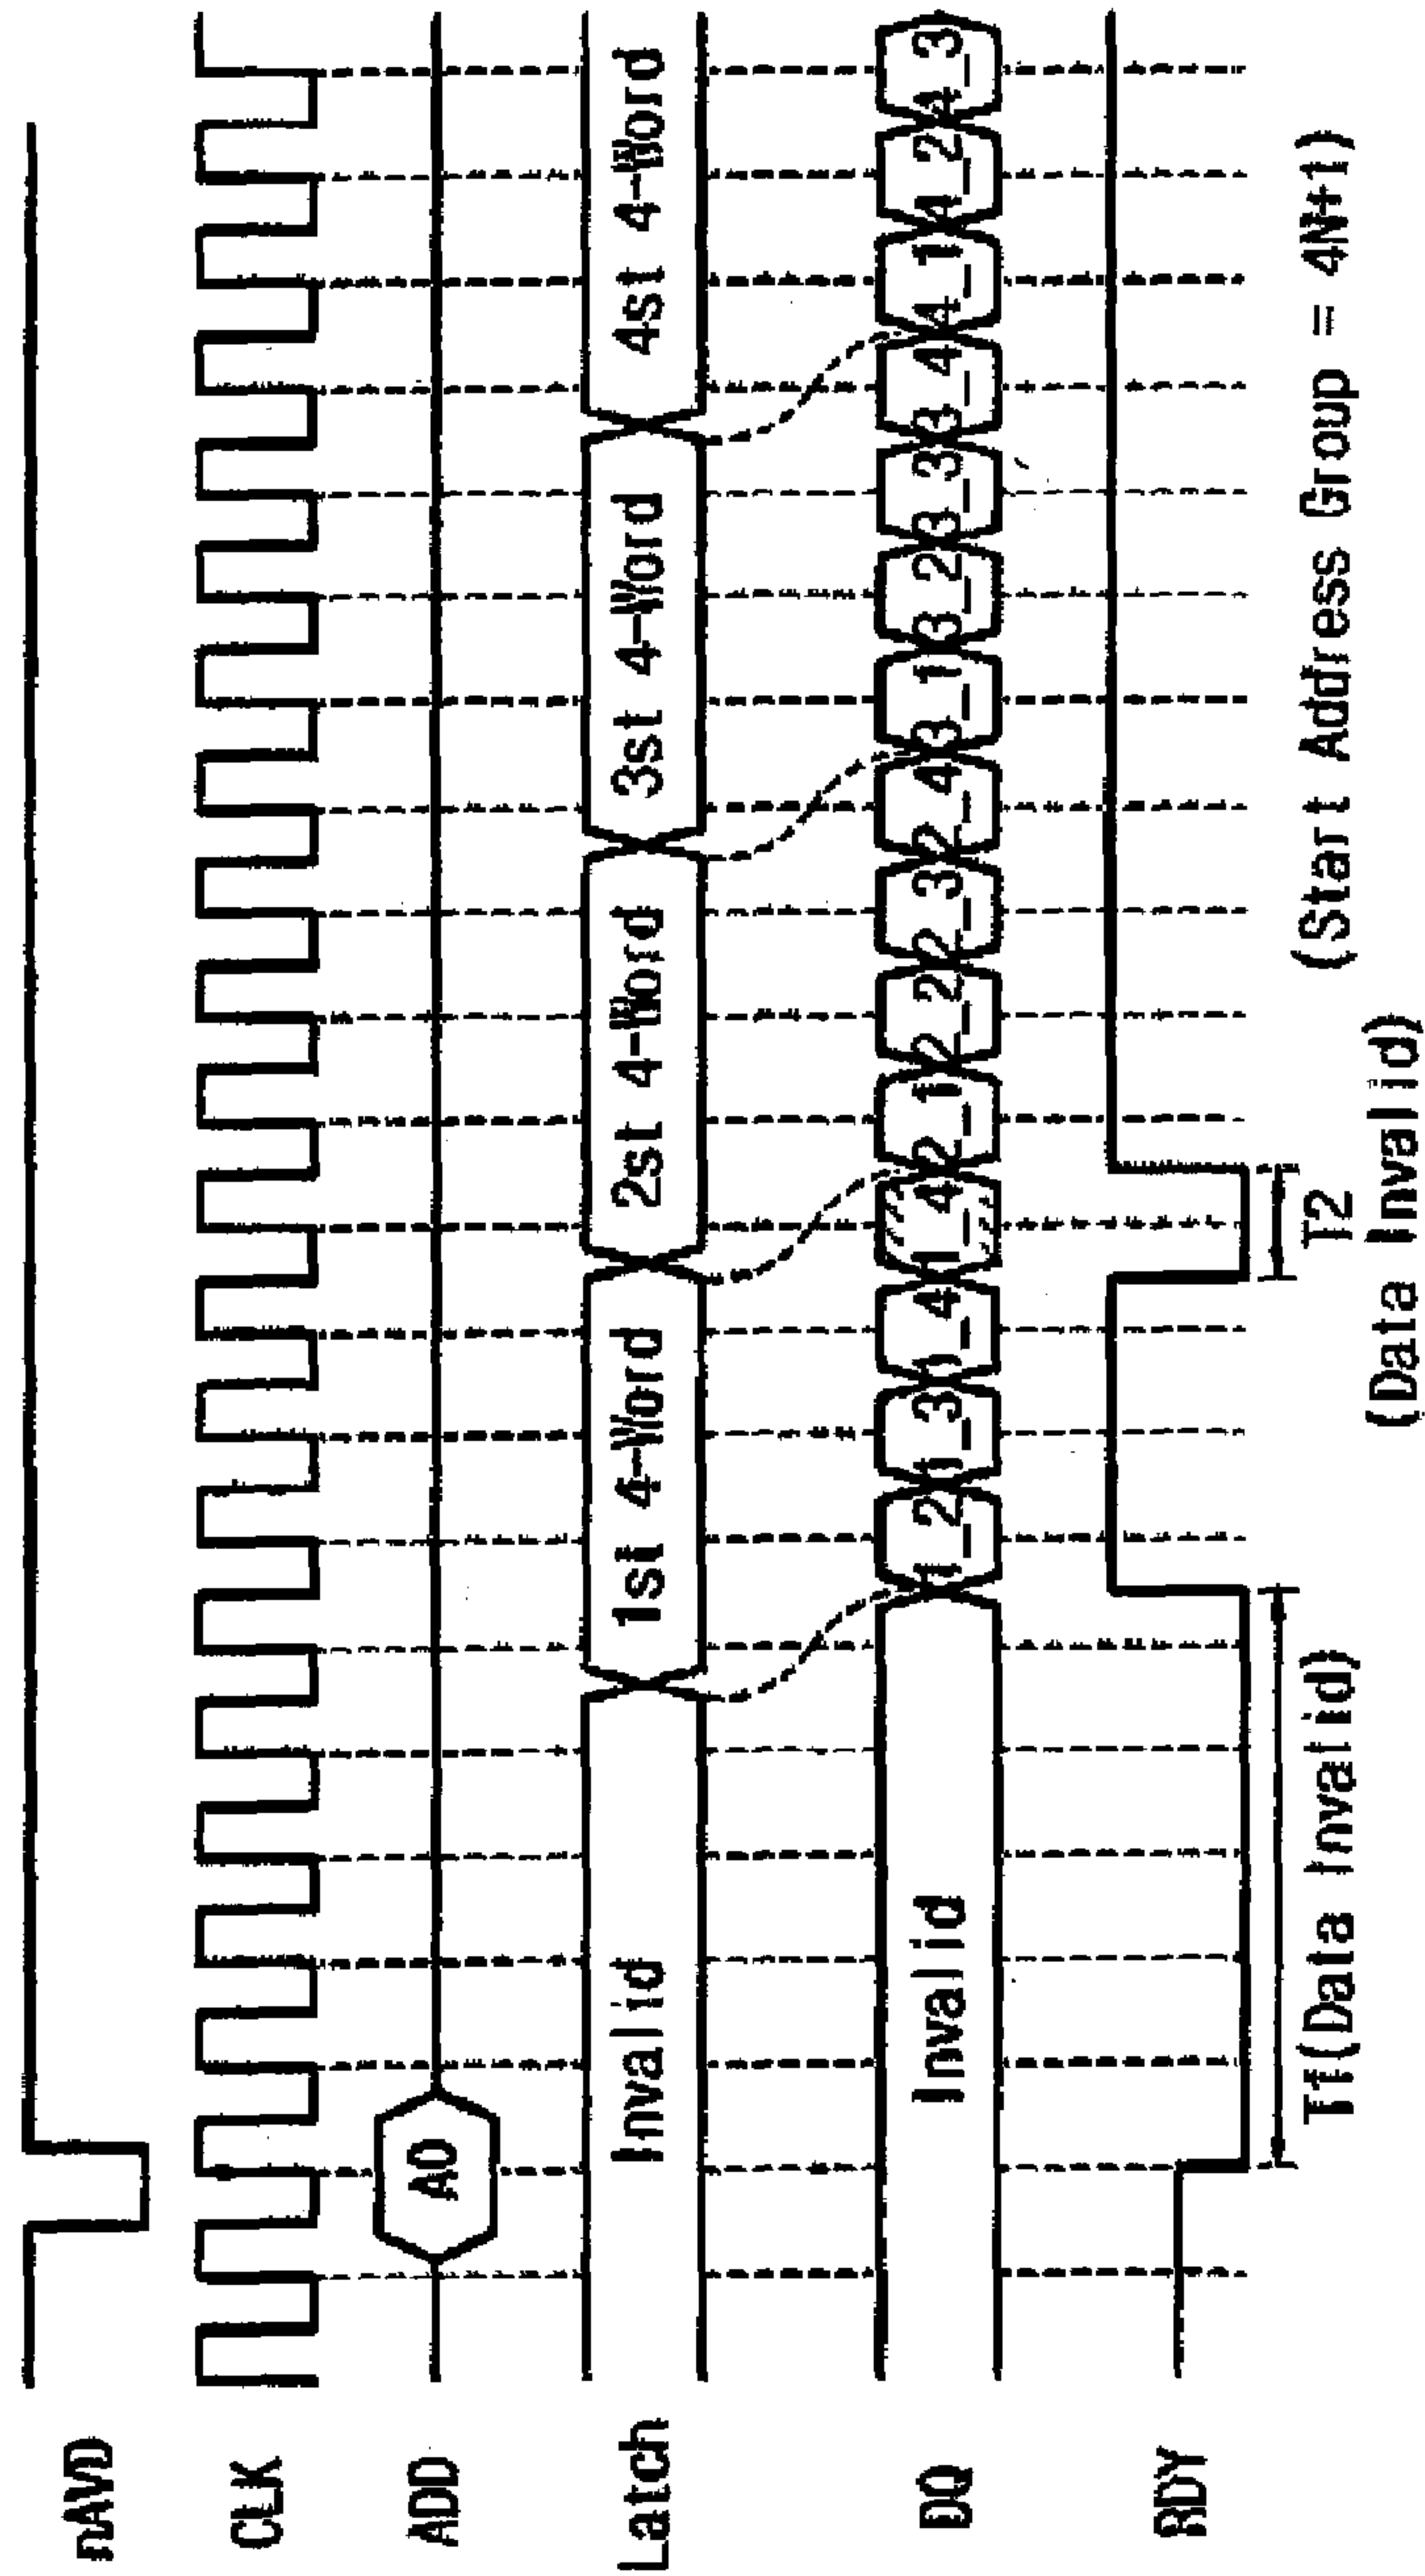 nAVD
CLK
ADD
A0
Latch
Invalid
1st 4-Word
2st 4-Word
3st 4-Word
4st 4-Word
DQ
Invalid
1_2
1_3
1_4
1_4
2_1
2_2
2_3
2_4
3_1
3_2
3_3
3_4
4_1
4_2
4_3
RDY
T1(Data Invalid)
T2
(Data Invalid)
(Start Address Group = 4N+1)